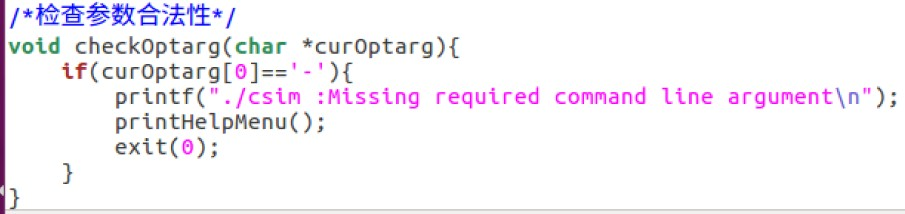 /*检查参数合法性*/
void checkOptarg(char *curOptarg){
    if(curOptarg[0]=='-'){
        printf("./csim :Missing required command line argument\n");
        printHelpMenu();
        exit(0);
    }
}